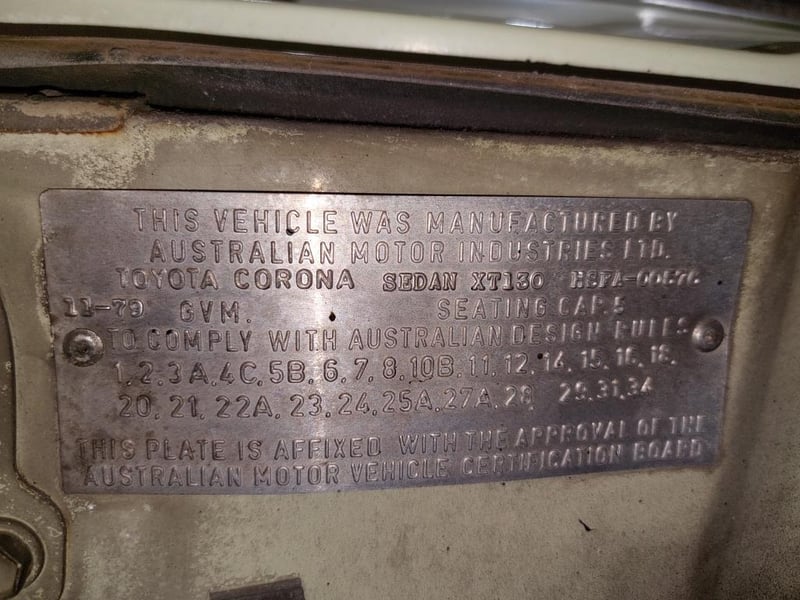 THIS VEHICLE WAS MANUFACTURED BY
AUSTRALIAN MOTOR INDUSTRIES LTD.
TOYOTA CORONA SEDAN XT130
11-79 GVM. SEATING CAP. 5
TO COMPLY WITH AUSTRALIAN DESIGN RULES
1, 2, 3A, 4C, 5B, 6, 7, 8, 10B, 11, 12, 14, 15, 16, 18,
20, 21, 22A, 23, 24, 25A, 27A, 28 29, 31, 34
THIS PLATE IS AFFIXED WITH THE APPROVAL OF THE
AUSTRALIAN MOTOR VEHICLE CERTIFICATION BOARD